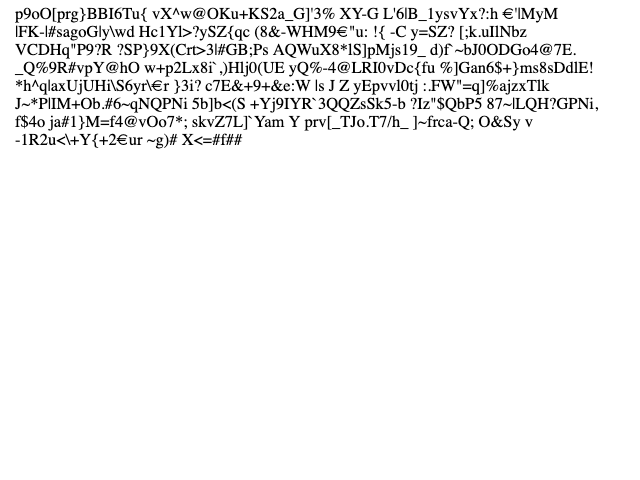 p9oO[prg}BBI6Tu{ vX^w@OKu+KS2a_G]'3% XY-G L'6|B_1ysvYx?:h €'|MyM
|FK-|#sagoG|y\wd Hc1Yl>?ySZ{qc (8&-WHM9€"u: !{ -C y=SZ? [;k.uIlNbz
VCDHq"P9?R ?SP}9X(Crt>3|#GB;Ps AQWuX8*lS]pMjs19_ d)f`~bJ0ODGo4@7E.
_Q%9R#vpY@hO w+p2Lx8i`,)Hlj0(UE yQ%-4@LRI0vDc{fu %]Gan6$+}ms8sDdlE!
*h^q|axUjUHi\S6yr\€r }3i? c7E&+9+&e:W |s J Z yEpvvl0tj :.FW"=q]%ajzxTlk
J~*P|IM+Ob.#6~qNQPNi 5b]b<(S +Yj9IYR`3QQZsSk5-b ?Iz"$QbP5 87~|LQH?GPNi,
f$4o ja#1}M=f4@vOo7*; skvZ7L]`Yam Y prv[_TJo.T7/h_ ]~frca-Q; O&Sy v
-1R2u<\+Y{+2€ur ~g)# X<=#f##